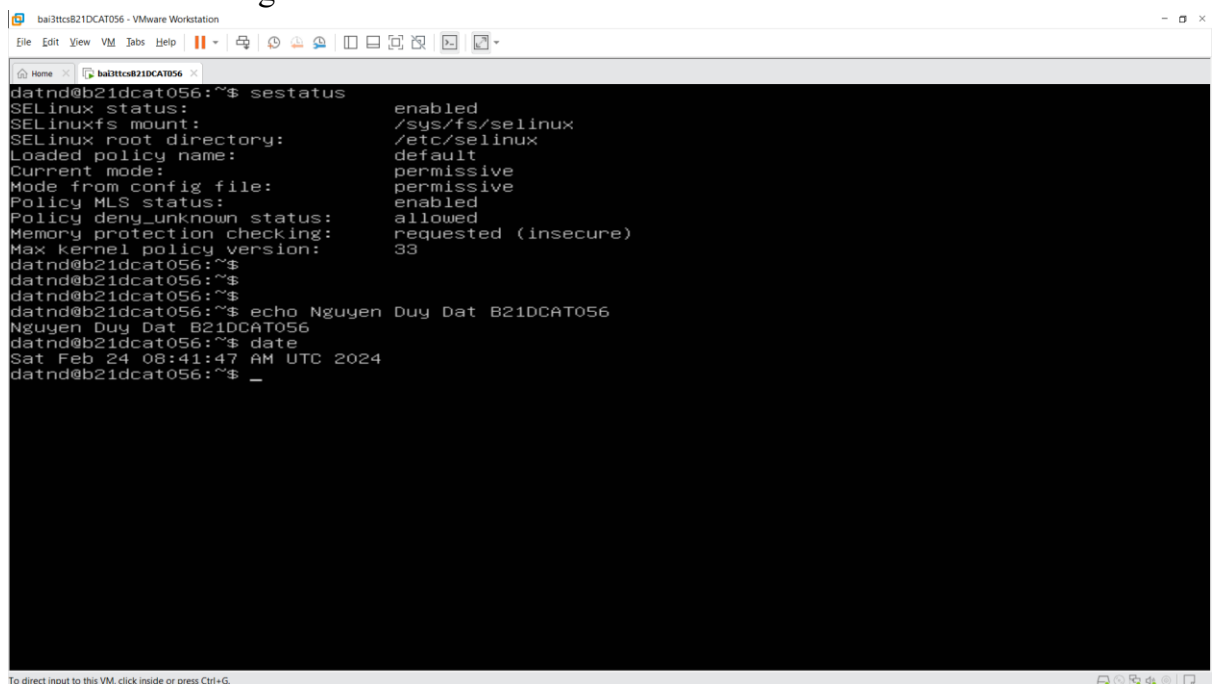 bai3ttcsB21DCAT056 - VMware Workstation
File Edit View VM Tabs Help
Home bai3ttcsB21DCAT056
datnd@b21dcat056:~$ sestatus
SELinux status: enabled
SELinuxfs mount: /sys/fs/selinux
SELinux root directory: /etc/selinux
Loaded policy name: default
Current mode: permissive
Mode from config file: permissive
Policy MLS status: enabled
Policy deny_unknown status: allowed
Memory protection checking: requested (insecure)
Max kernel policy version: 33
datnd@b21dcat056:~$
datnd@b21dcat056:~$
datnd@b21dcat056:~$
datnd@b21dcat056:~$ echo Nguyen Duy Dat B21DCAT056
Nguyen Duy Dat B21DCAT056
datnd@b21dcat056:~$ date
Sat Feb 24 08:41:47 AM UTC 2024
datnd@b21dcat056:~$ _
To direct input to this VM, click inside or press Ctrl+G.